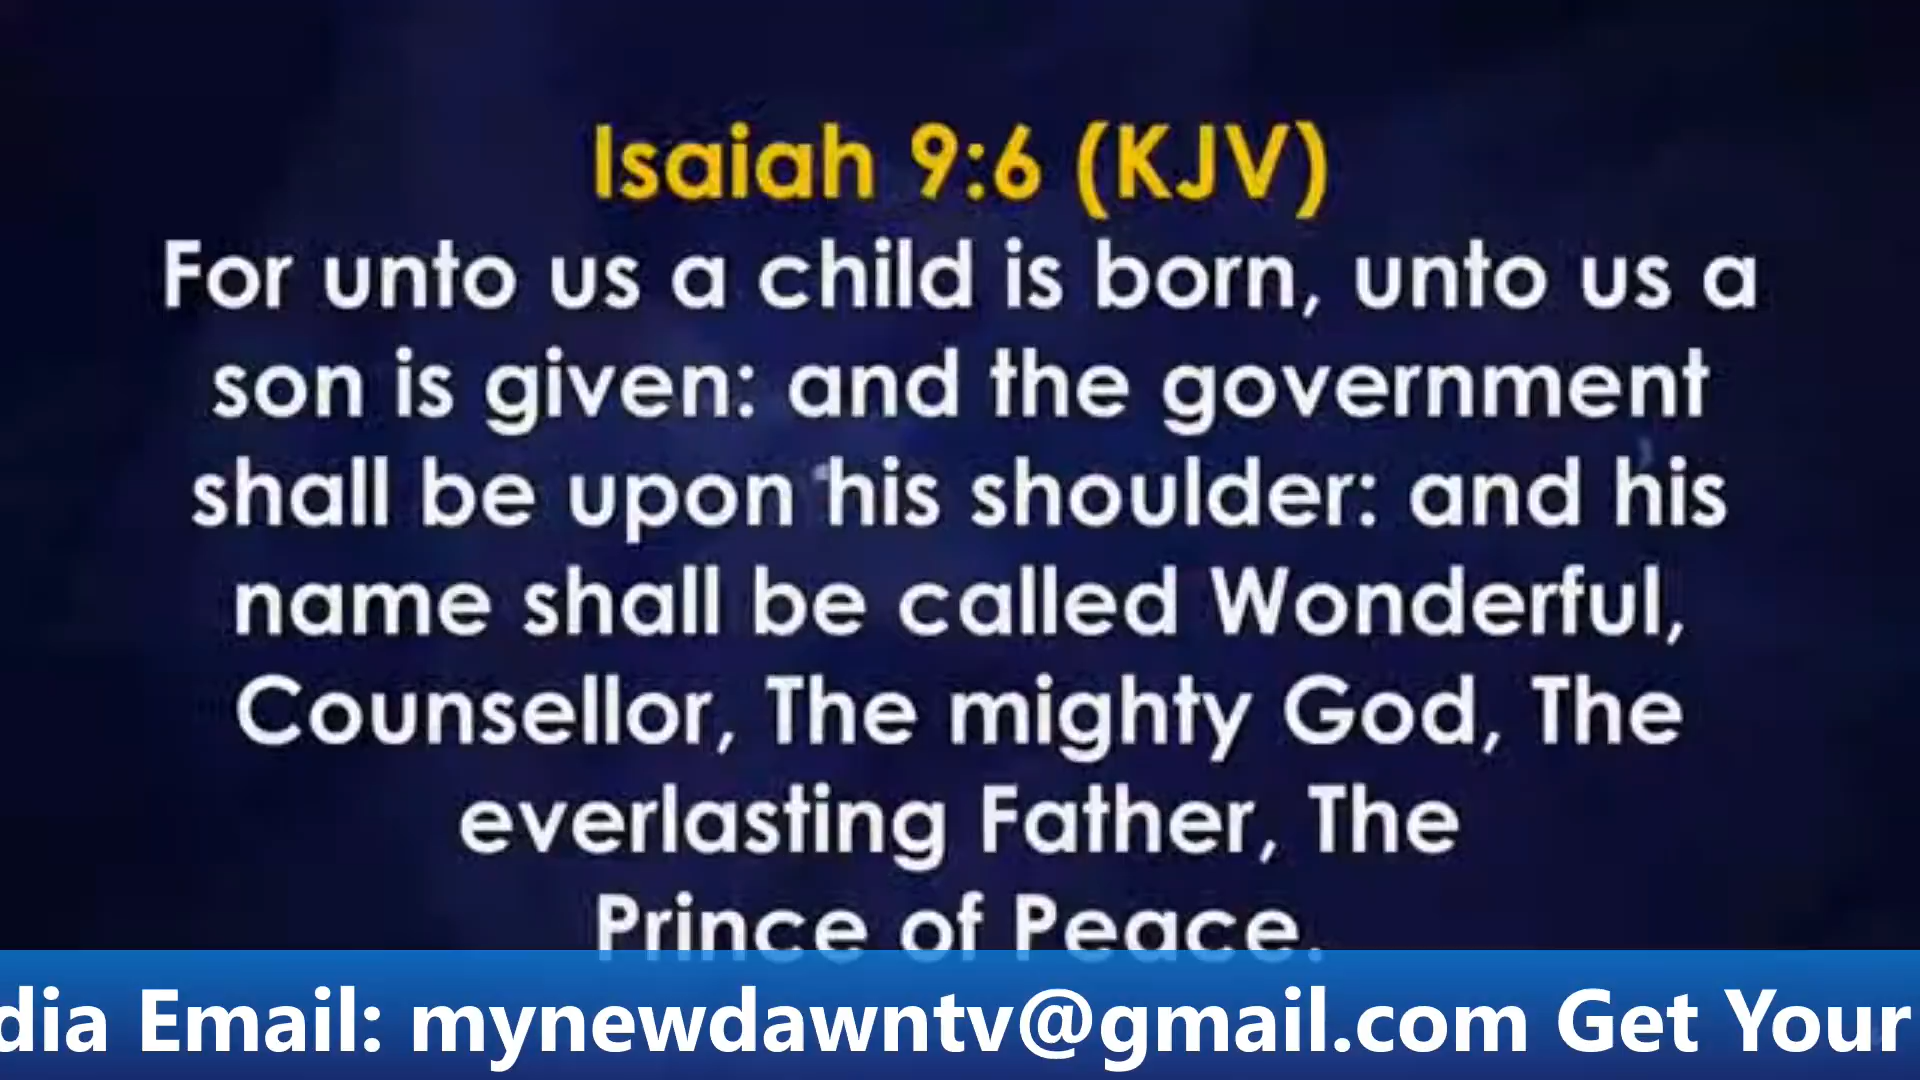 Isaiah 9:6 (KJV)
For unto us a child is born, unto us a
son is given: and the government
shall be upon his shoulder: and his
name shall be called Wonderful,
Counsellor, The mighty God, The
everlasting Father, The
Prince of Peace.
dia Email: mynewdawntv@gmail.com Get Your